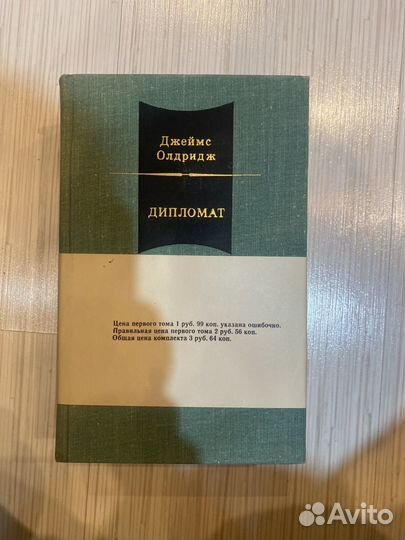 Джеймс
Олдридж
ДИПЛОМАТ
Цена первого тома 1 руб. 99 коп. указана ошибочно.
Правильная цена первого тома 2 руб. 56 коп.
Общая цена комплекта 3 руб. 64 коп.
Avito